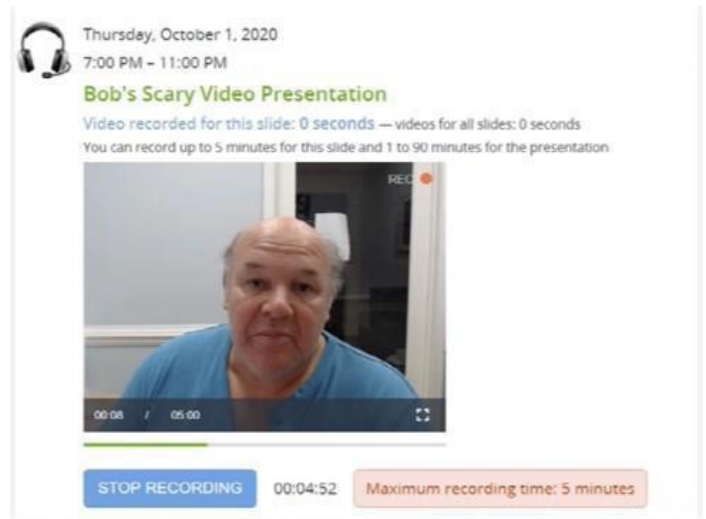 Thursday, October 1, 2020
7:00 PM – 11:00 PM
Bob's Scary Video Presentation
Video recorded for this slide: 0 seconds — videos for all slides: 0 seconds
You can record up to 5 minutes for this slide and 1 to 90 minutes for the presentation
REC
00:08 / 05:00
STOP RECORDING 00:04:52 Maximum recording time: 5 minutes